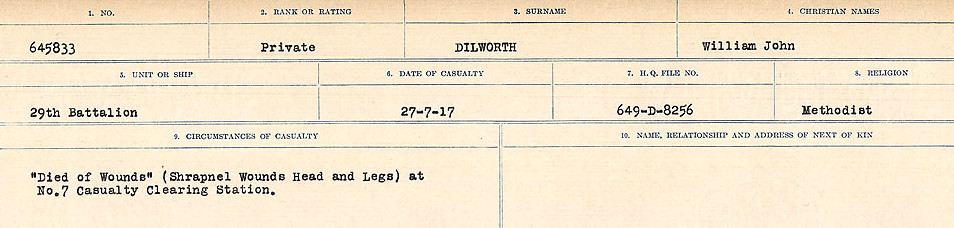 1. NO. 2. RANK OR RATING 3. SURNAME 4. CHRISTIAN NAMES
645833 Private DILWORTH William John
5. UNIT OR SHIP 6. DATE OF CASUALTY 7. H.Q. FILE NO. 8. RELIGION
29th Battalion 27-7-17 649-D-8256 Methodist
9. CIRCUMSTANCES OF CASUALTY 10. NAME, RELATIONSHIP AND ADDRESS OF NEXT OF KIN
"Died of Wounds" (Shrapnel Wounds Head and Legs) at
No.7 Casualty Clearing Station.